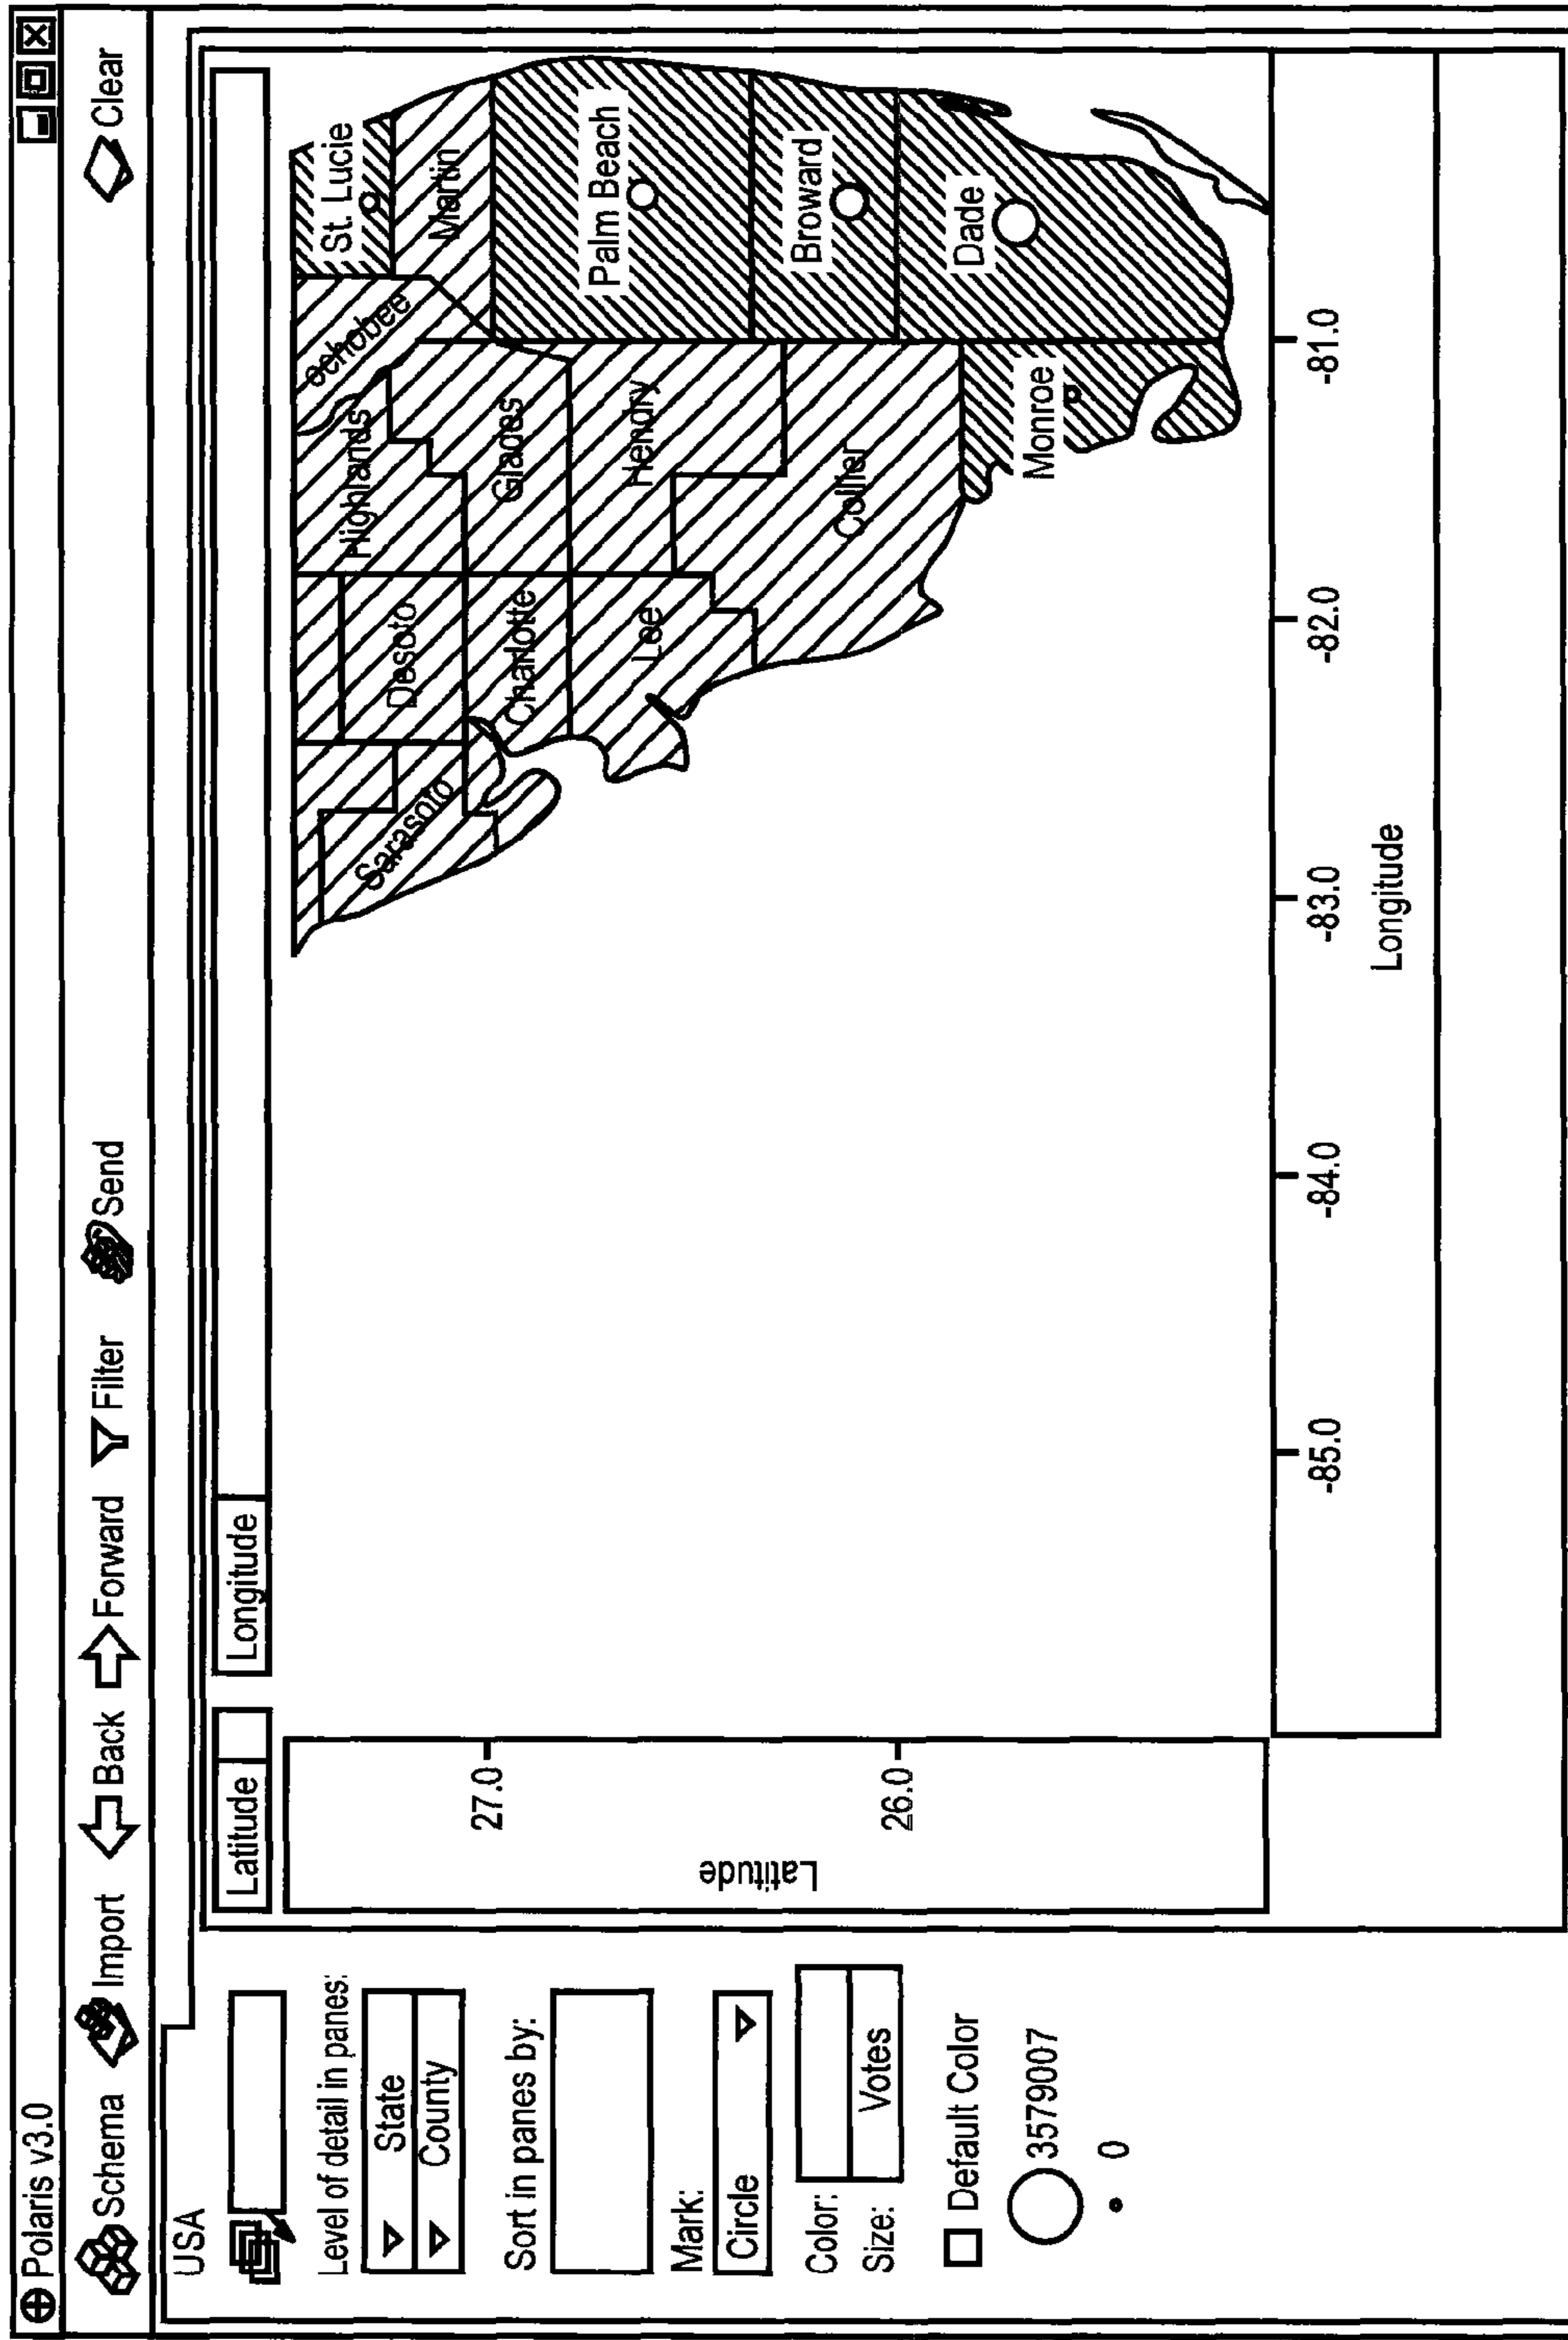 Polaris v3.0
Schema Import Back Forward Filter Send Clear
USA
Level of detail in panes:
State
County
Sort in panes by:
Mark:
Circle
Color:
Size: Votes
Default Color
3579007
0
Latitude Longitude
Latitude
27.0
26.0
St. Lucie
ochobee
Highlands
Martin
Desoto
Sarasoto
Glades
Charlotte
Palm Beach
Hendry
Lee
Broward
Collier
Dade
Monroe
-85.0 -84.0 -83.0 -82.0 -81.0
Longitude